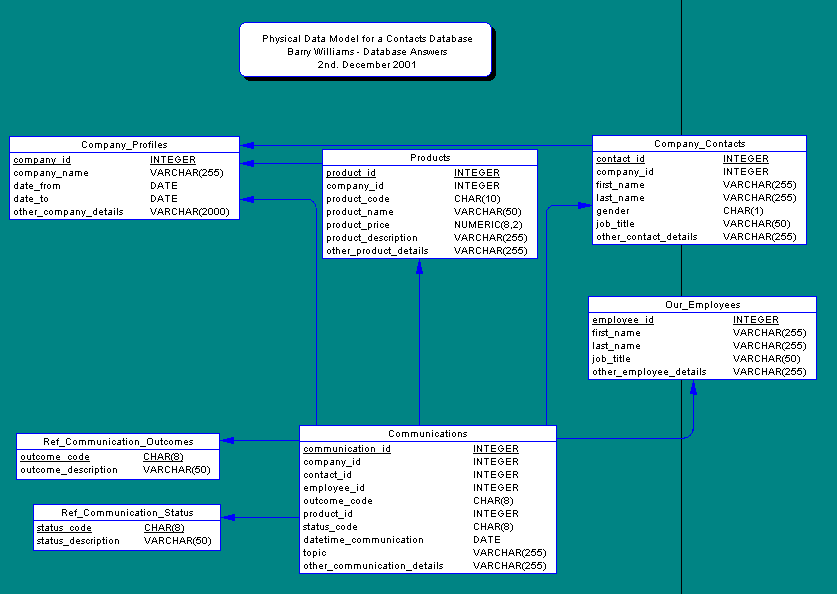 Physical Data Model for a Contacts Database
Barry Williams - Database Answers
2nd. December 2001
Company_Profiles
company_id INTEGER
company_name VARCHAR(255)
date_from DATE
date_to DATE
other_company_details VARCHAR(2000)
Products
product_id INTEGER
company_id INTEGER
product_code CHAR(10)
product_name VARCHAR(50)
product_price NUMERIC(8,2)
product_description VARCHAR(255)
other_product_details VARCHAR(255)
Company_Contacts
contact_id INTEGER
company_id INTEGER
first_name VARCHAR(255)
last_name VARCHAR(255)
gender CHAR(1)
job_title VARCHAR(50)
other_contact_details VARCHAR(255)
Our_Employees
employee_id INTEGER
first_name VARCHAR(255)
last_name VARCHAR(255)
job_title VARCHAR(50)
other_employee_details VARCHAR(255)
Ref_Communication_Outcomes
outcome_code CHAR(8)
outcome_description VARCHAR(50)
Ref_Communication_Status
status_code CHAR(8)
status_description VARCHAR(50)
Communications
communication_id INTEGER
company_id INTEGER
contact_id INTEGER
employee_id INTEGER
outcome_code CHAR(8)
product_id INTEGER
status_code CHAR(8)
datetime_communication DATE
topic VARCHAR(255)
other_communication_details VARCHAR(255)